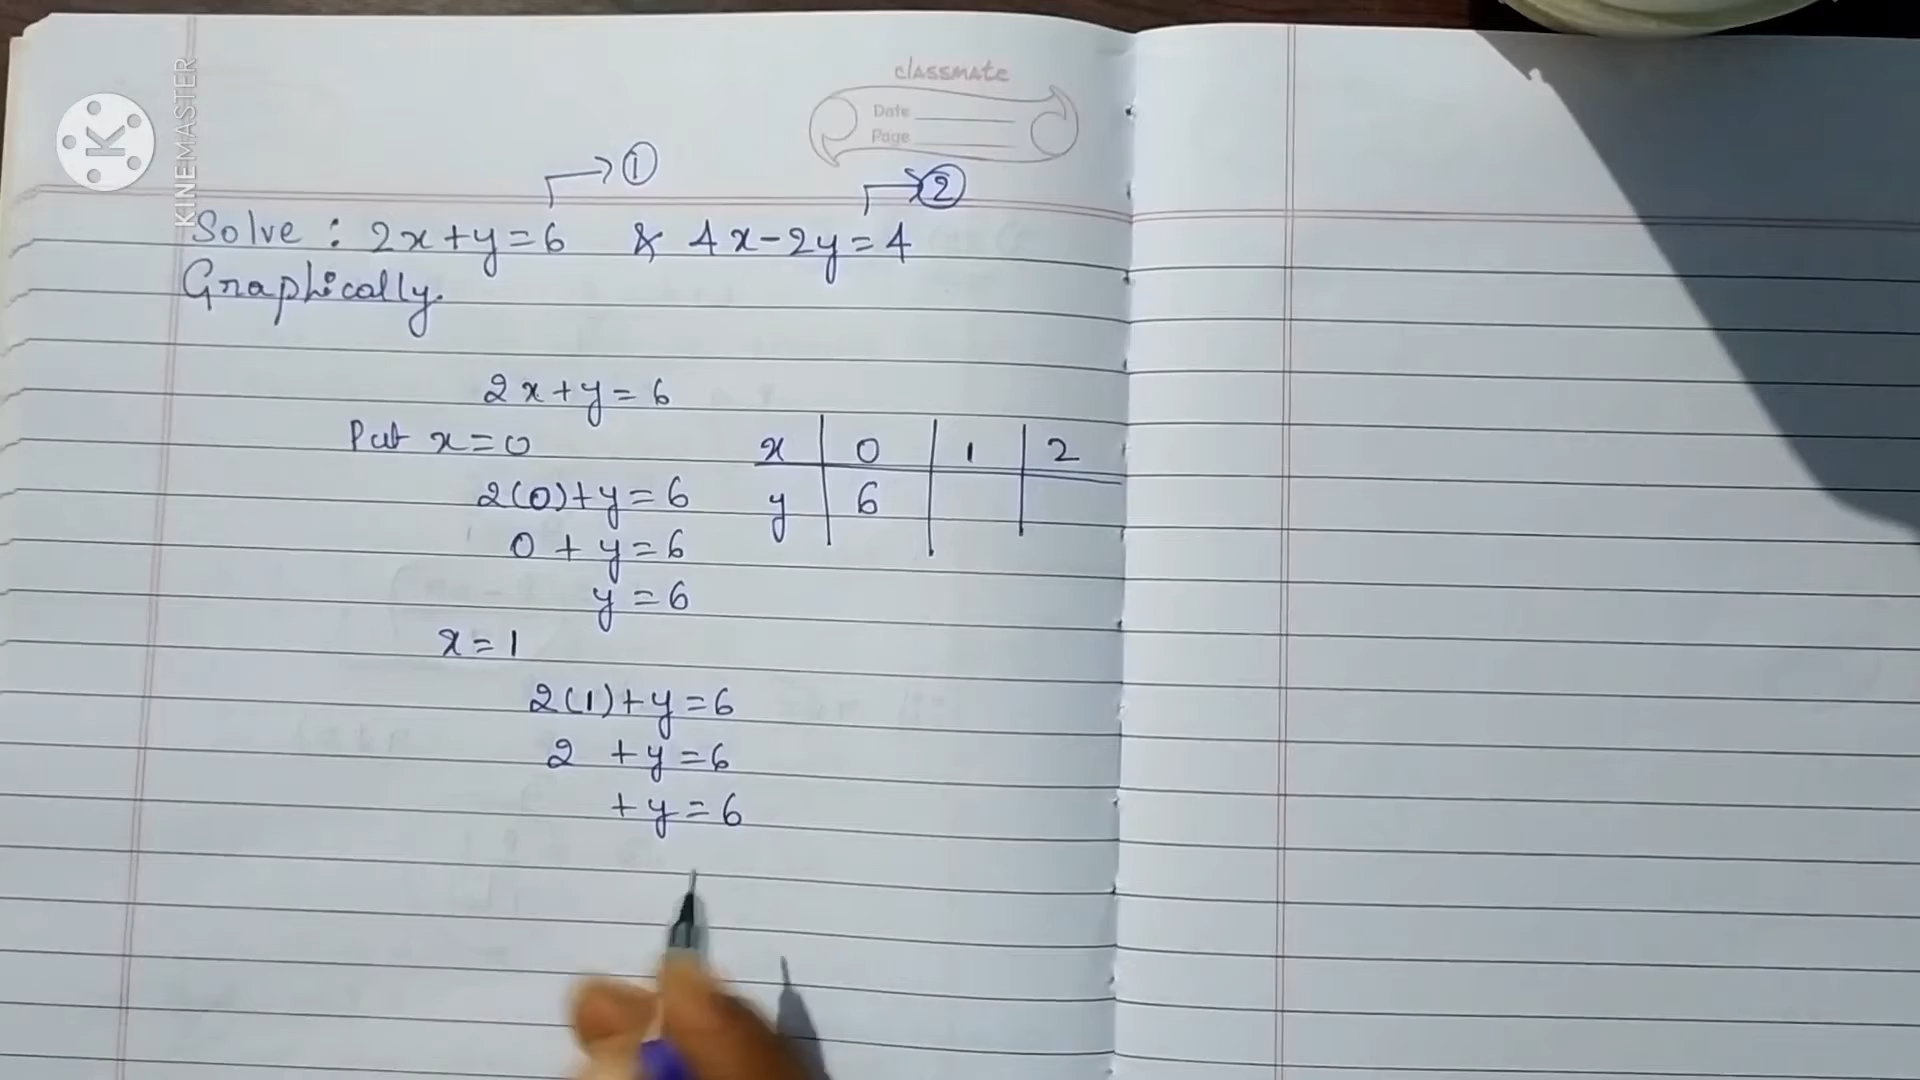 KINEMASTER
classmate
Date
Page
① ②
Solve : 2x+y=6 & 4x-2y=4
Graphically.
2x+y=6
Put x=0
x | 0 | 1 | 2
2(0)+y=6
y | 6
0+y=6
y=6
x=1
2(1)+y=6
2 +y=6
+y=6